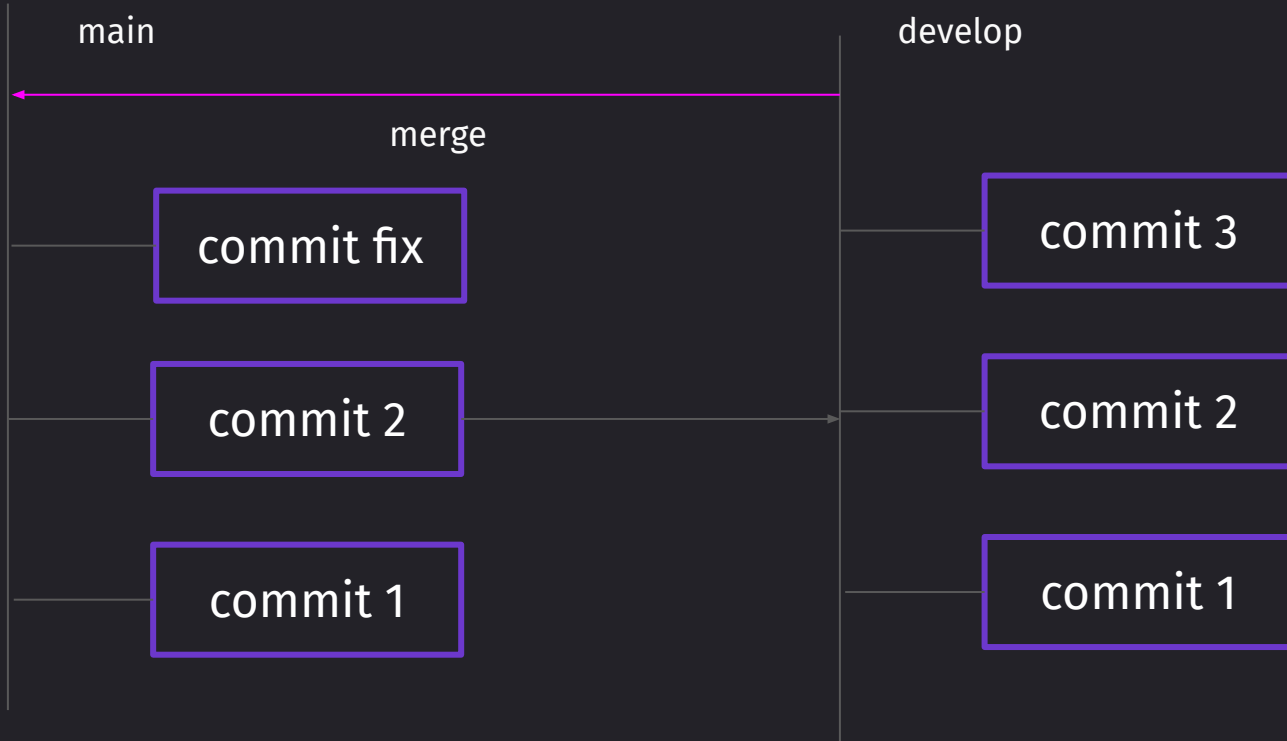 main
develop
merge
commit fix
commit 3
commit 2
commit 2
commit 1
commit 1